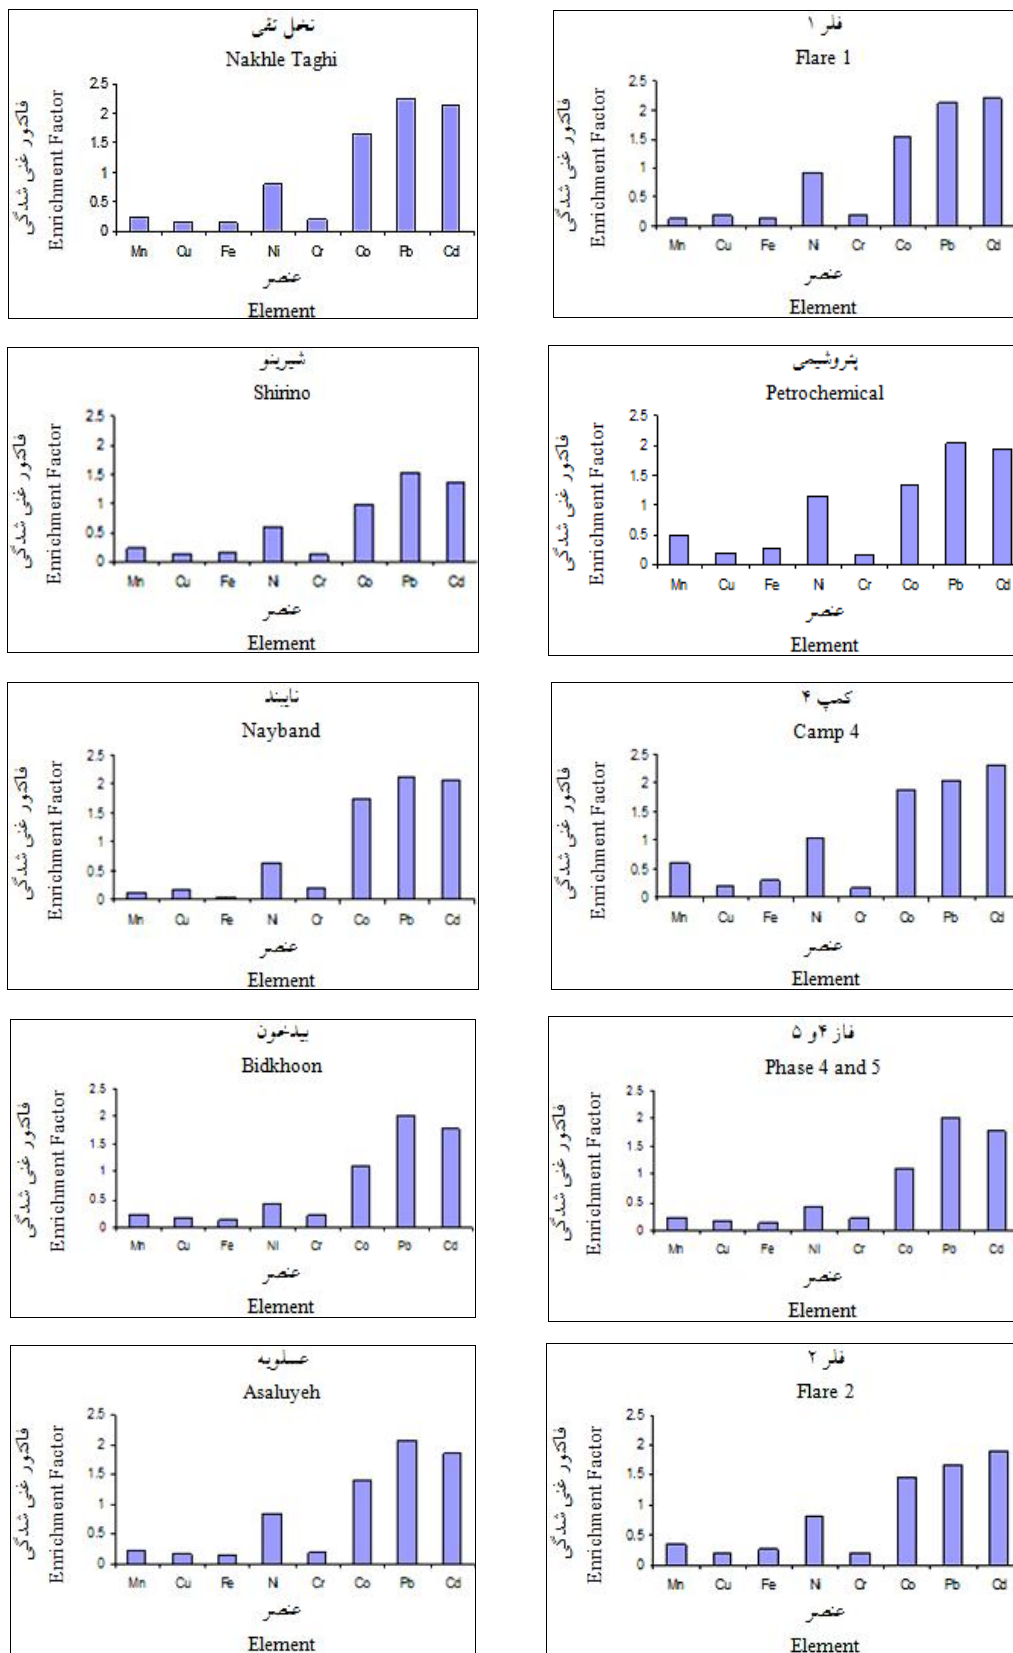 نخل تقی
Nakhle Taghi
فاکتور غنی شدگی
Enrichment Factor
2.5
2
1.5
1
0.5
0
Mn Cu Fe Ni Cr Co Pb Cd
عنصر
Element
فلر ۱
Flare 1
فاکتور غنی شدگی
Enrichment Factor
2.5
2
1.5
1
0.5
0
Mn Cu Fe Ni Cr Co Pb Cd
عنصر
Element
شیرینو
Shirino
فاکتور غنی شدگی
Enrichment Factor
2.5
2
1.5
1
0.5
0
Mn Cu Fe Ni Cr Co Pb Cd
عنصر
Element
پتروشیمی
Petrochemical
فاکتور غنی شدگی
Enrichment Factor
2.5
2
1.5
1
0.5
0
Mn Cu Fe Ni Cr Co Pb Cd
عنصر
Element
نایبند
Nayband
فاکتور غنی شدگی
Enrichment Factor
2.5
2
1.5
1
0.5
0
Mn Cu Fe Ni Cr Co Pb Cd
عنصر
Element
کمپ ۴
Camp 4
فاکتور غنی شدگی
Enrichment Factor
2.5
2
1.5
1
0.5
0
Mn Cu Fe Ni Cr Co Pb Cd
عنصر
Element
بیدخون
Bidkhoon
فاکتور غنی شدگی
Enrichment Factor
2.5
2
1.5
1
0.5
0
Mn Cu Fe Ni Cr Co Pb Cd
عنصر
Element
فاز ۴و ۵
Phase 4 and 5
فاکتور غنی شدگی
Enrichment Factor
2.5
2
1.5
1
0.5
0
Mn Cu Fe Ni Cr Co Pb Cd
عنصر
Element
عسلویه
Asaluyeh
فاکتور غنی شدگی
Enrichment Factor
2.5
2
1.5
1
0.5
0
Mn Cu Fe Ni Cr Co Pb Cd
عنصر
Element
فلر ۲
Flare 2
فاکتور غنی شدگی
Enrichment Factor
2.5
2
1.5
1
0.5
0
Mn Cu Fe Ni Cr Co Pb Cd
عنصر
Element